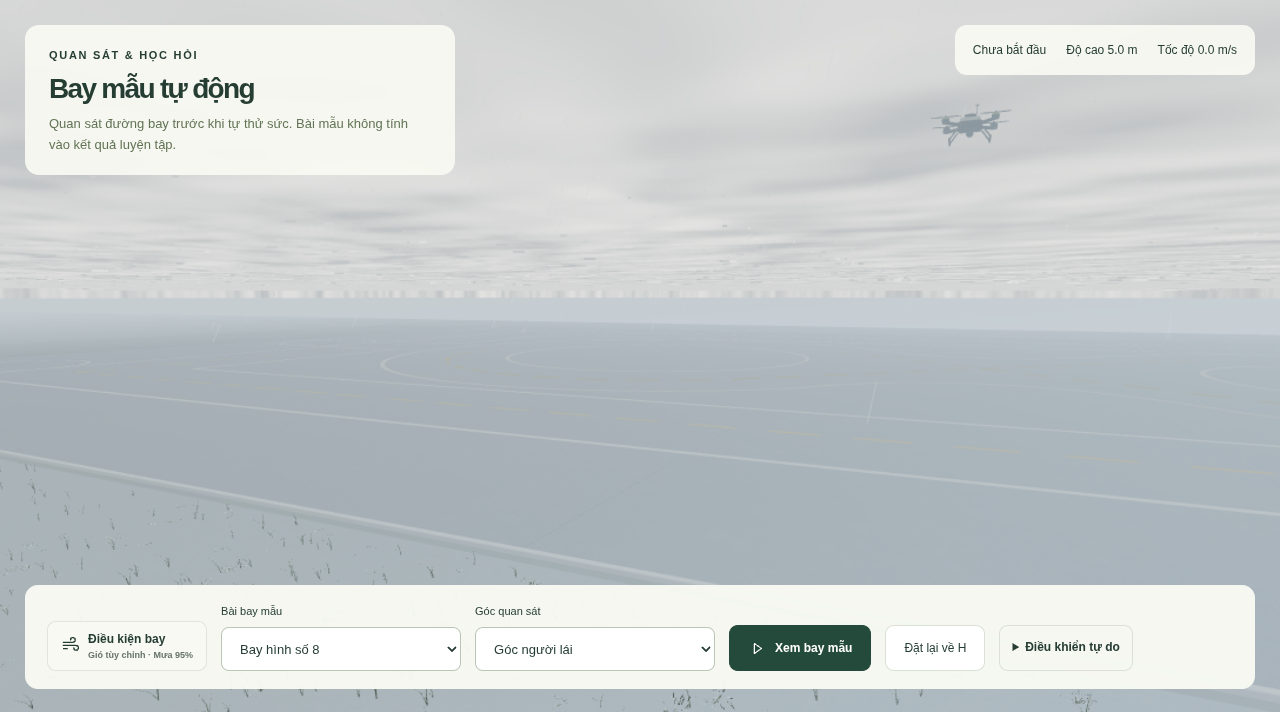 QUAN SÁT & HỌC HỎI
Bay mẫu tự động
Quan sát đường bay trước khi tự thử sức. Bài mẫu không tính
vào kết quả luyện tập.
Chưa bắt đầu Độ cao 5.0 m Tốc độ 0.0 m/s
Điều kiện bay
Gió tùy chỉnh · Mưa 95%
Bài bay mẫu
Bay hình số 8
Góc quan sát
Góc người lái
Xem bay mẫu
Đặt lại về H
Điều khiển tự do